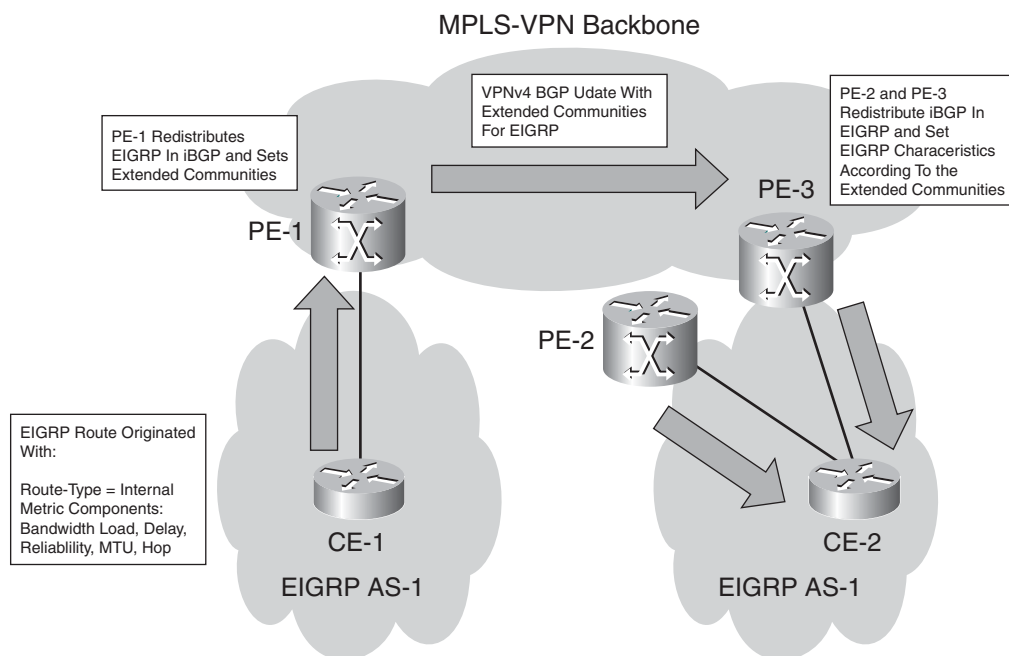 MPLS-VPN Backbone
PE-1 Redistributes
EIGRP In iBGP and Sets
Extended Communities
VPNv4 BGP Udate With
Extended Communities
For EIGRP
PE-2 and PE-3
Redistribute iBGP In
EIGRP and Set
EIGRP Characeristics
According To the
Extended Communities
PE-1
PE-3
PE-2
EIGRP Route Originated
With:
Route-Type = Internal
Metric Components:
Bandwidth Load, Delay,
Reliablility, MTU, Hop
CE-1
EIGRP AS-1
CE-2
EIGRP AS-1